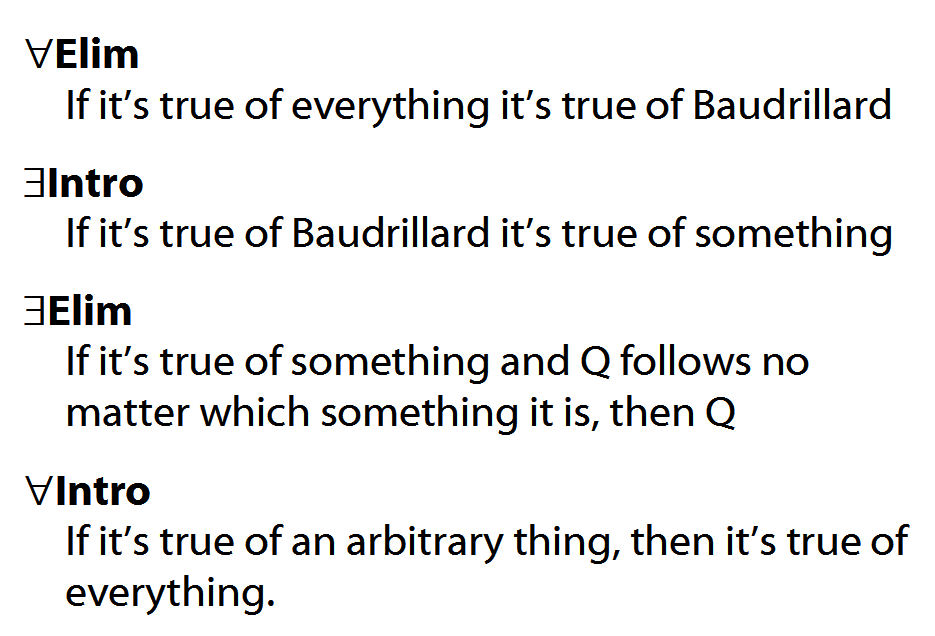 ∀Elim
If it’s true of everything it’s true of Baudrillard
∃Intro
If it’s true of Baudrillard it’s true of something
∃Elim
If it’s true of something and Q follows no
matter which something it is, then Q
∀Intro
If it’s true of an arbitrary thing, then it’s true of
everything.